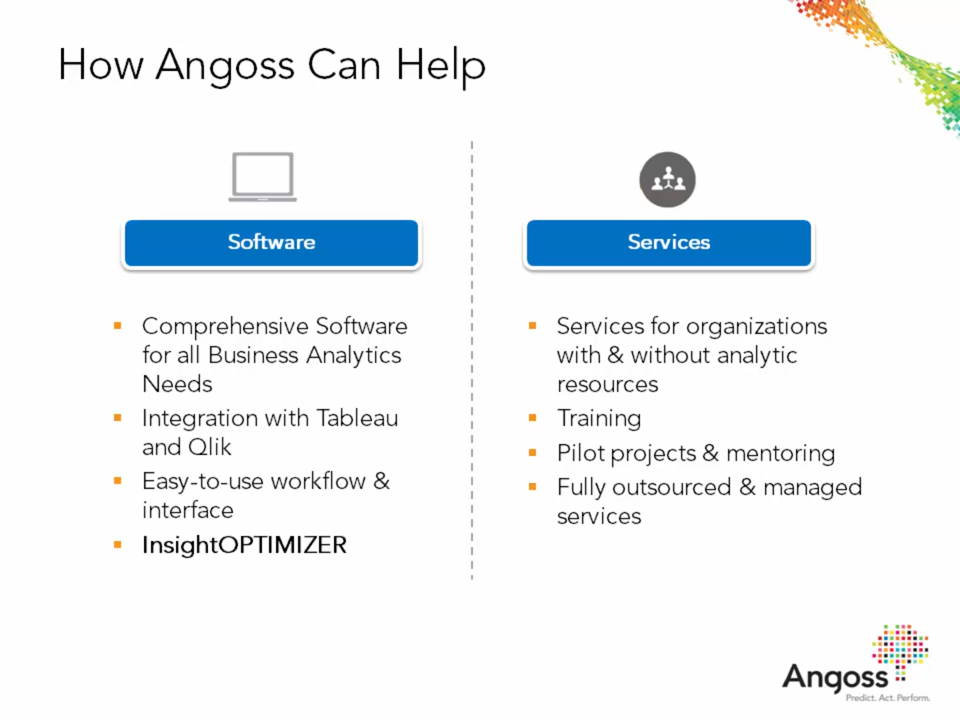 How Angoss Can Help
Software
Comprehensive Software
for all Business Analytics
Needs
Integration with Tableau
and Qlik
Easy-to-use workflow &
interface
InsightOPTIMIZER
Services
Services for organizations
with & without analytic
resources
Training
Pilot projects & mentoring
Fully outsourced & managed
services
Angoss
Predict. Act. Perform.